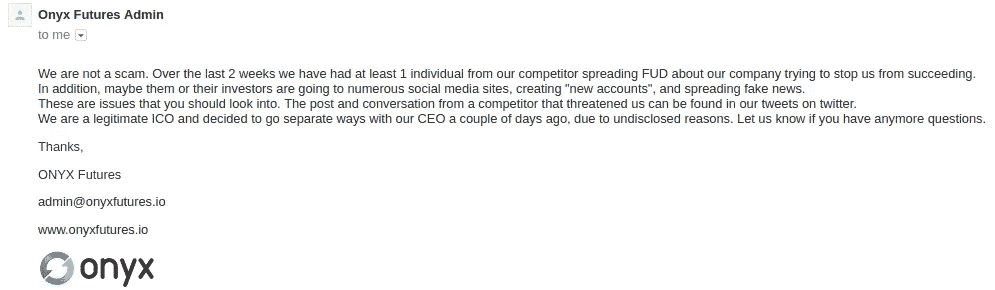 Onyx Futures Admin
to me
We are not a scam. Over the last 2 weeks we have had at least 1 individual from our competitor spreading FUD about our company trying to stop us from succeeding.
In addition, maybe them or their investors are going to numerous social media sites, creating "new accounts", and spreading fake news.
These are issues that you should look into. The post and conversation from a competitor that threatened us can be found in our tweets on twitter.
We are a legitimate ICO and decided to go separate ways with our CEO a couple of days ago, due to undisclosed reasons. Let us know if you have anymore questions.
Thanks,
ONYX Futures
admin@onyxfutures.io
www.onyxfutures.io
onyx